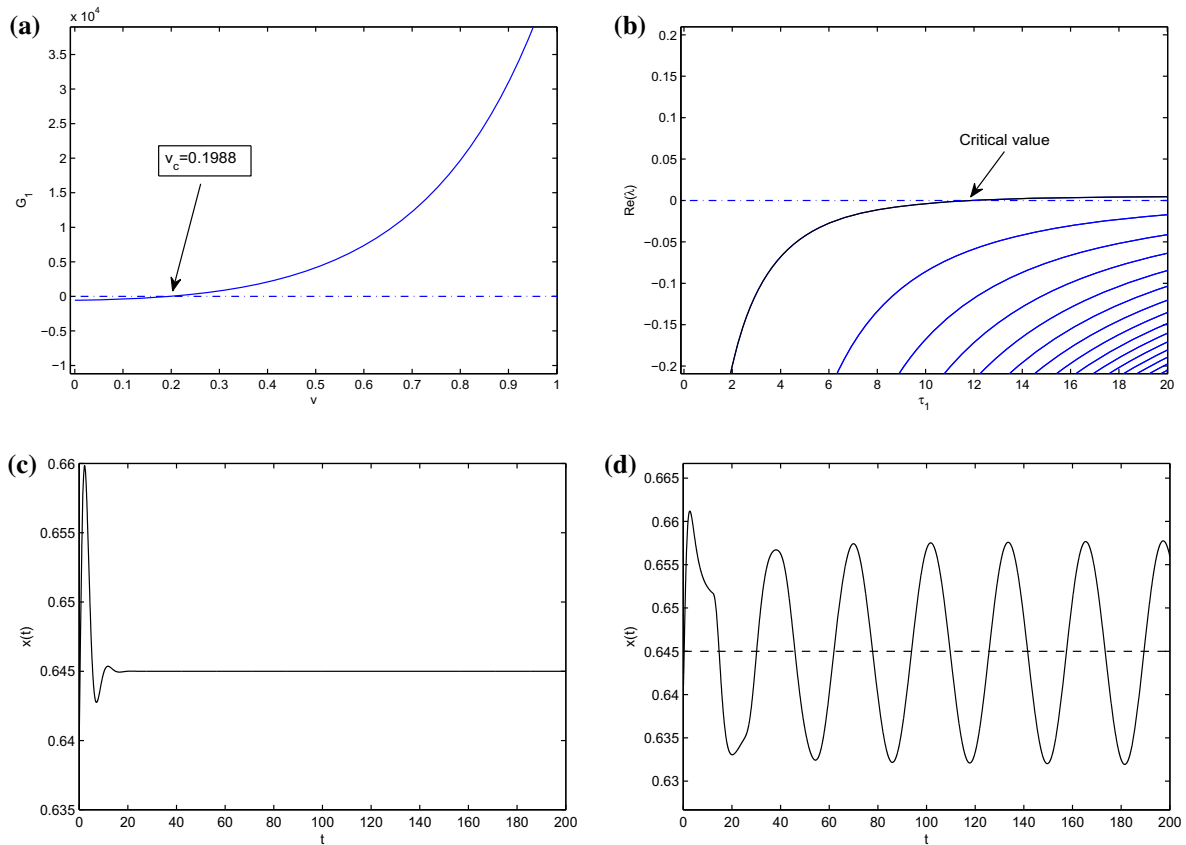 (a)
x 10⁴
3.5
3
2.5
2
1.5
1
0.5
0
−0.5
−1
G₁
v_c=0.1988
0 0.1 0.2 0.3 0.4 0.5 0.6 0.7 0.8 0.9 1
v
(b)
0.2
0.15
0.1
0.05
0
−0.05
−0.1
−0.15
−0.2
Re(λ)
Critical value
0 2 4 6 8 10 12 14 16 18 20
τ₁
(c)
0.66
0.655
0.65
0.645
0.64
0.635
x(t)
0 20 40 60 80 100 120 140 160 180 200
t
(d)
0.665
0.66
0.655
0.65
0.645
0.64
0.635
0.63
x(t)
0 20 40 60 80 100 120 140 160 180 200
t